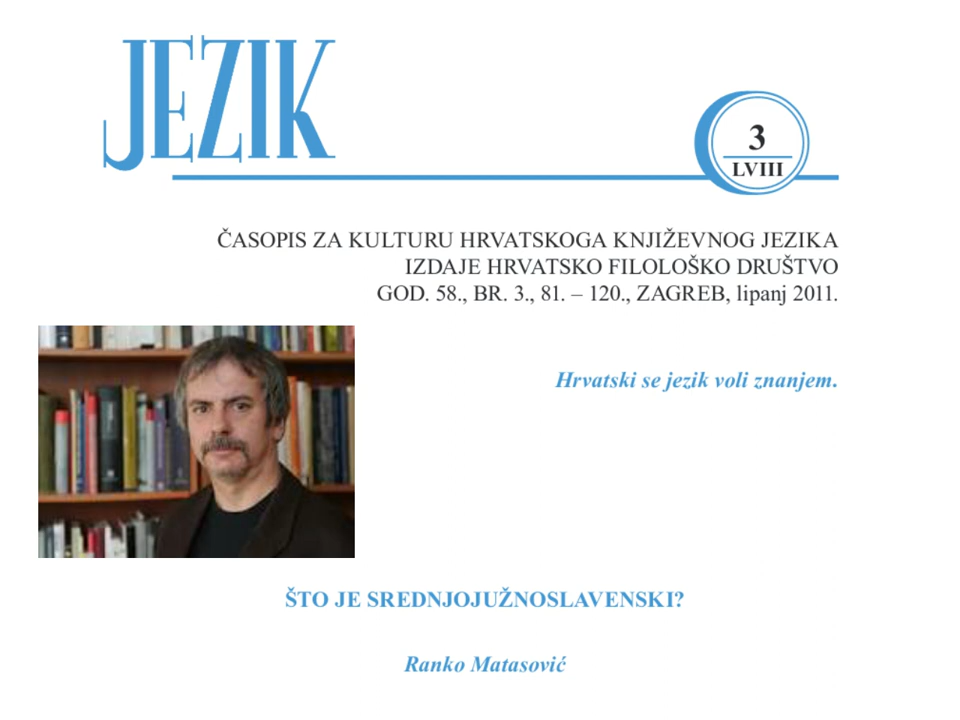 JEZIK
3
LVIII
ČASOPIS ZA KULTURU HRVATSKOGA KNJIŽEVNOG JEZIKA
IZDAJE HRVATSKO FILOLOŠKO DRUŠTVO
GOD. 58., BR. 3., 81. – 120., ZAGREB, lipanj 2011.
Hrvatski se jezik voli znanjem.
ŠTO JE SREDNJOJUŽNOSLAVENSKI?
Ranko Matasović